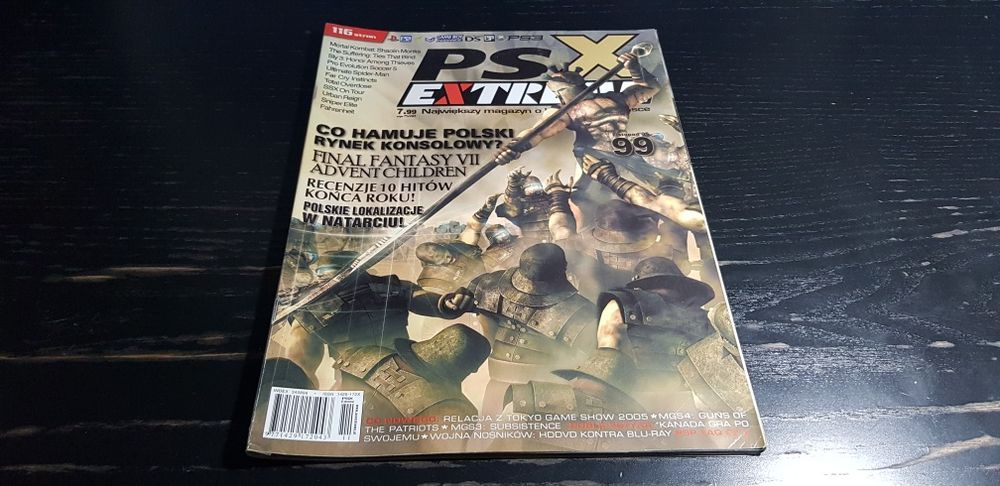 116 stron
DS PS3
PSX
EXTREME
Mortal Kombat: Shaolin Monks
The Suffering: Ties That Bind
Sly 3: Honor Among Thieves
Pro Evolution Soccer 5
Ultimate Spider-Man
Far Cry Instincts
Total Overdose
SSX On Tour
Urban Reign
Sniper Elite
Fahrenheit
7.99 Największy magazyn o
99
CO HAMUJE POLSKI
RYNEK KONSOLOWY?
FINAL FANTASY VII
ADVENT CHILDREN
RECENZJE 10 HITÓW
KOŃCA ROKU!
POLSKIE LOKALIZACJE
W NATARCIU!
RELACJA Z TOKYO GAME SHOW 2005 ★ MGS4: GUNS OF
THE PATRIOTS ★ MGS3: SUBSISTENCE KANADA GRA PO
SWOJEMU ★ WOJNA NOŚNIKÓW: HDDVD KONTRA BLU-RAY PSP FAQ